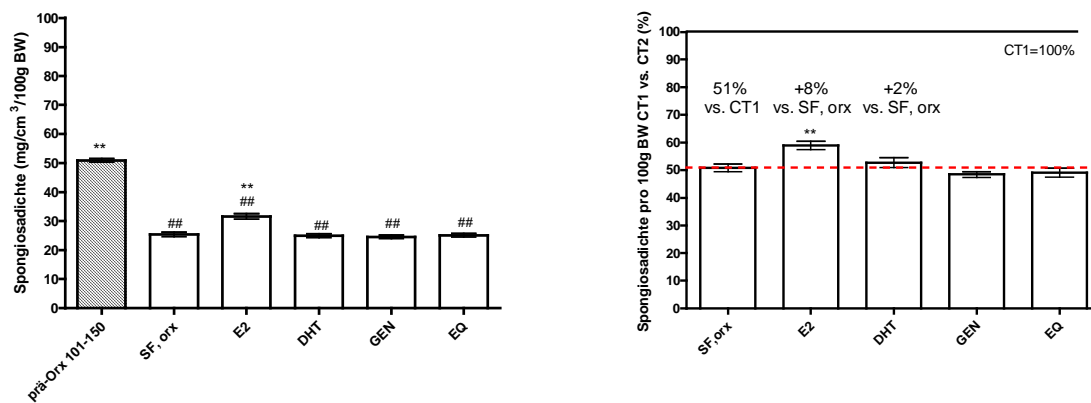 Spongiosadichte (mg/cm³/100g BW)
100
90
80
70
60
50
40
30
20
10
0
**
##
**
##
##
##
##
prä-Orx 101-150
SF, orx
E2
DHT
GEN
EQ
Spongiosadichte pro 100g BW CT1 vs. CT2 (%)
100
90
80
70
60
50
40
30
20
10
0
CT1=100%
51%
vs. CT1
+8%
vs. SF, orx
+2%
vs. SF, orx
**
SF,orx
E2
DHT
GEN
EQ